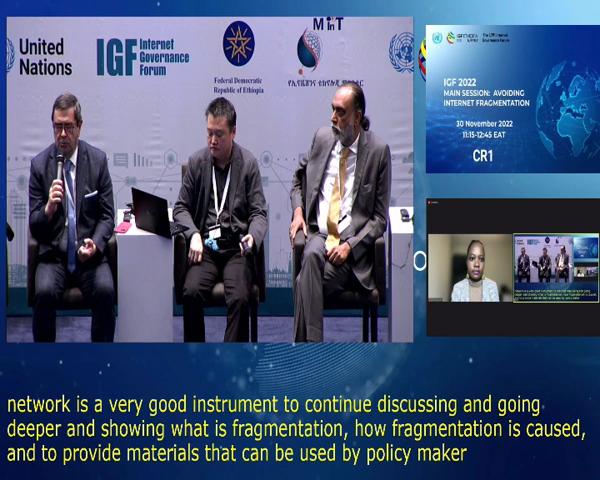 United
Nations
IGF
Internet
Governance
Forum
Federal Democratic
Republic of Ethiopia
M in T
IGF 2022
MAIN SESSION: AVOIDING
INTERNET FRAGMENTATION
30 November 2022
11:15-12:45 EAT
CR1
network is a very good instrument to continue discussing and going
deeper and showing what is fragmentation, how fragmentation is caused,
and to provide materials that can be used by policy maker